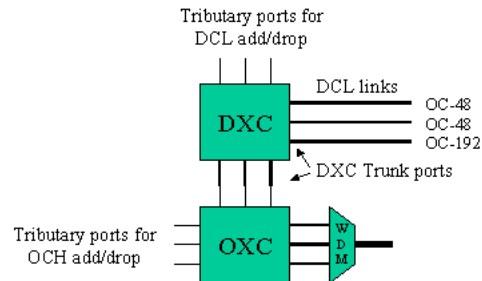 Tributary ports for
DCL add/drop
DCL links
DXC
OC-48
OC-48
OC-192
DXC Trunk ports
Tributary ports for
OCH add/drop
OXC
W
D
M